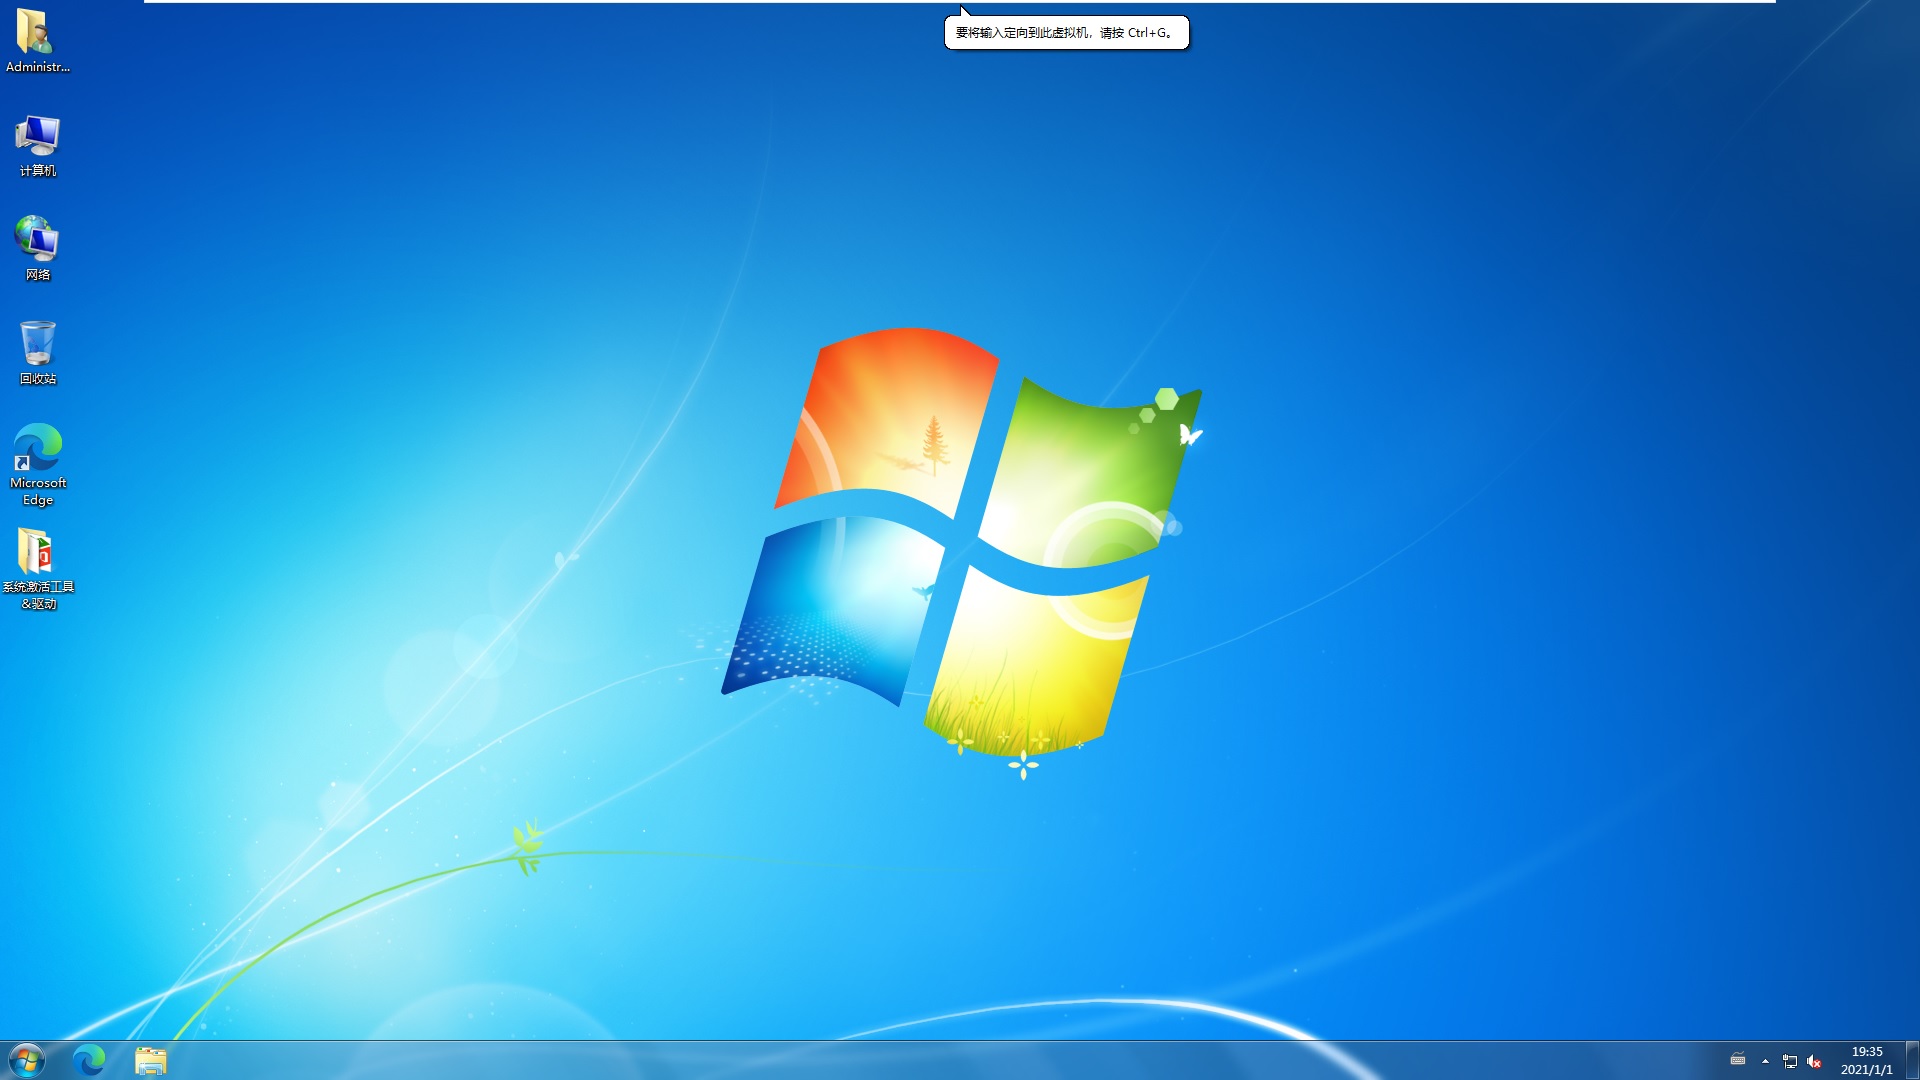 要将输入定向到此虚拟机，请按 Ctrl+G。
Administr...
计算机
网络
回收站
Microsoft
Edge
系统激活工具
&驱动
19:35
2021/1/1